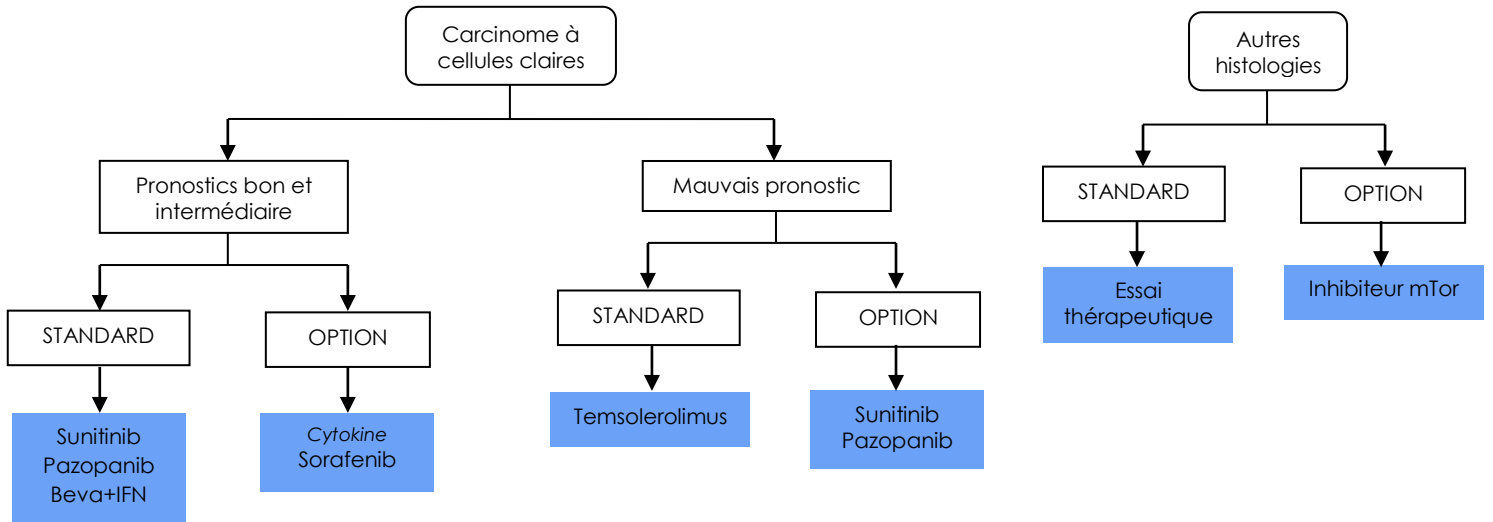 Carcinome à
cellules claires
Autres
histologies
Pronostics bon et
intermédiaire
Mauvais pronostic
STANDARD
OPTION
STANDARD
OPTION
STANDARD
OPTION
Essai
thérapeutique
Inhibiteur mTor
Sunitinib
Pazopanib
Beva+IFN
Cytokine
Sorafenib
Temsolerolimus
Sunitinib
Pazopanib